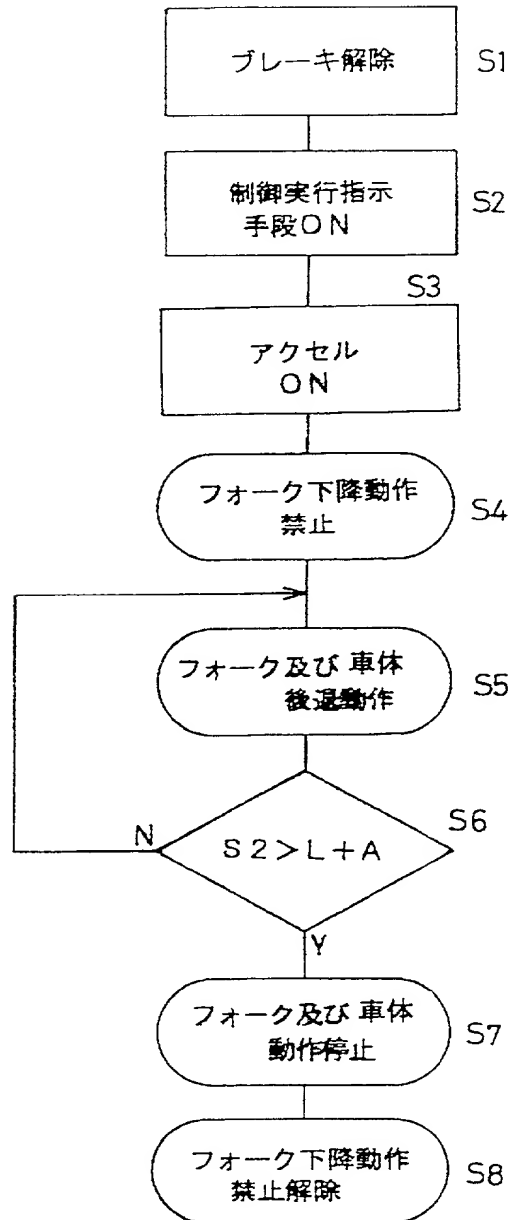 ブレーキ解除
S1
制御実行指示
手段ON
S2
S3
アクセル
ON
フォーク下降動作
禁止
S4
フォーク及び車体
後退動作
S5
S6
N
S2>L+A
Y
フォーク及び車体
動作停止
S7
フォーク下降動作
禁止解除
S8